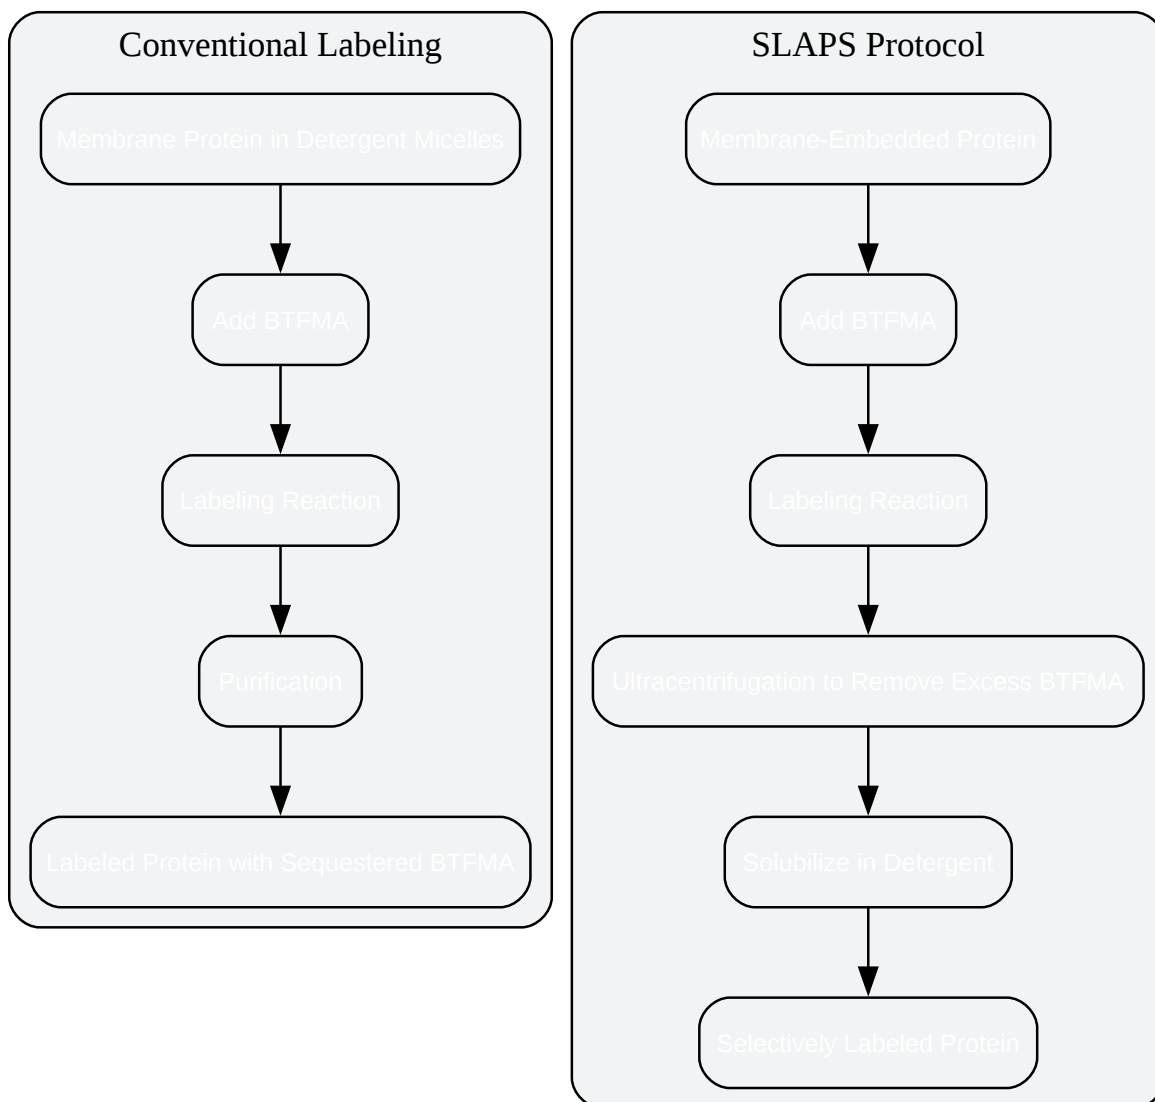 Conventional Labeling
Membrane Protein in Detergent Micelles
Add BTFMA
Labeling Reaction
Purification
Labeled Protein with Sequestered BTFMA
SLAPS Protocol
Membrane-Embedded Protein
Add BTFMA
Labeling Reaction
Ultracentrifugation to Remove Excess BTFMA
Solubilize in Detergent
Selectively Labeled Protein